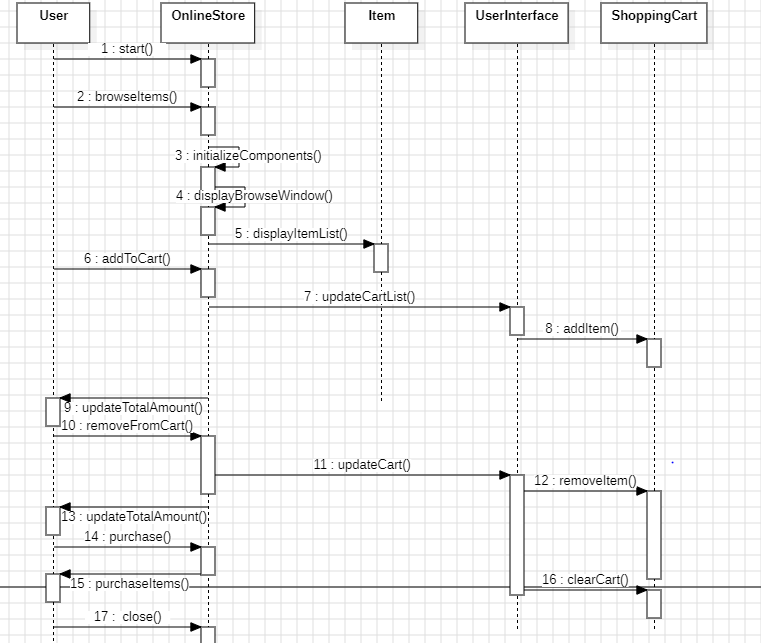 User OnlineStore Item UserInterface ShoppingCart
1 : start()
2 : browseItems()
3 : initializeComponents()
4 : displayBrowseWindow()
5 : displayItemList()
6 : addToCart()
7 : updateCartList()
8 : addItem()
9 : updateTotalAmount()
10 : removeFromCart()
11 : updateCart()
12 : removeItem()
13 : updateTotalAmount()
14 : purchase()
15 : purchaseItems()
16 : clearCart()
17 : close()